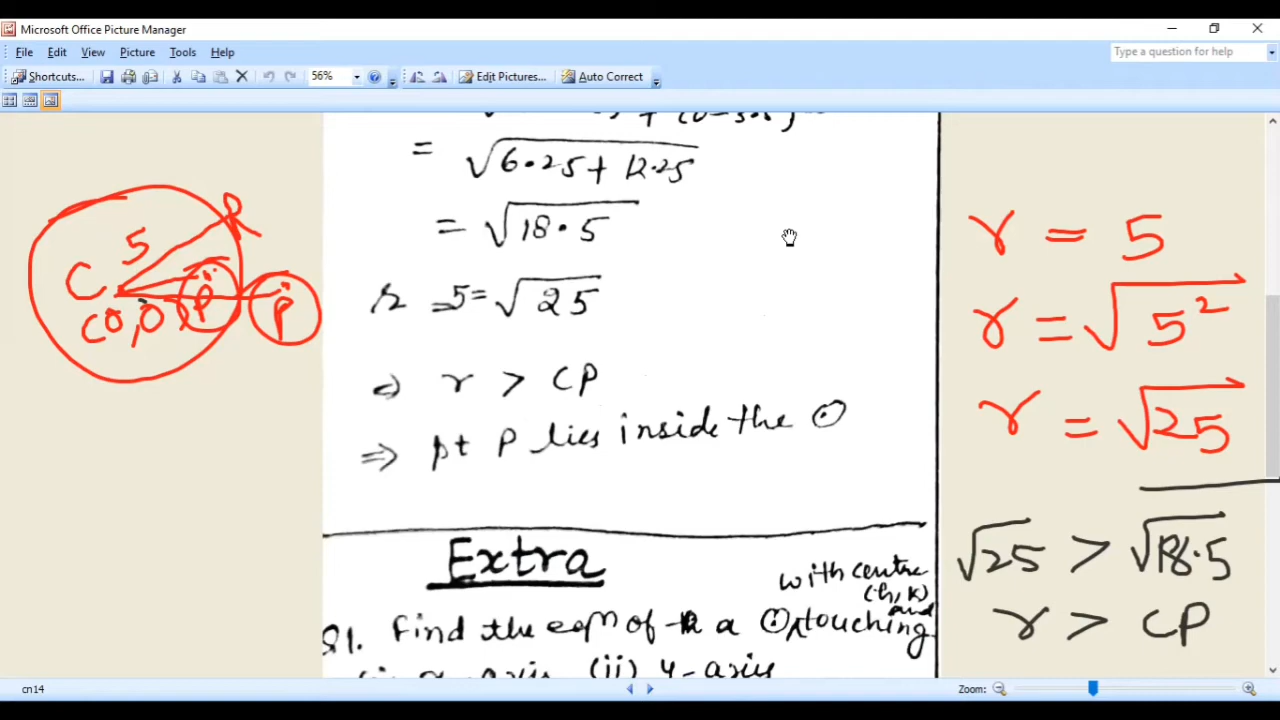 Microsoft Office Picture Manager
File Edit View Picture Tools Help
Type a question for help
Shortcuts... 56% Edit Pictures... Auto Correct
= √6.25 + 12.25
= √18.5
r = 5 = √25
⇒ r > CP
⇒ pt P lies inside the ⊙
Extra
with centre
(h, k)
and
Q1. Find the eqn of a ⊙ touching
(ii) y-axis
R
5
C
C(0,0)
P
P
r = 5
r = √5²
r = √25
√25 > √18.5
r > CP
cn14
Zoom: